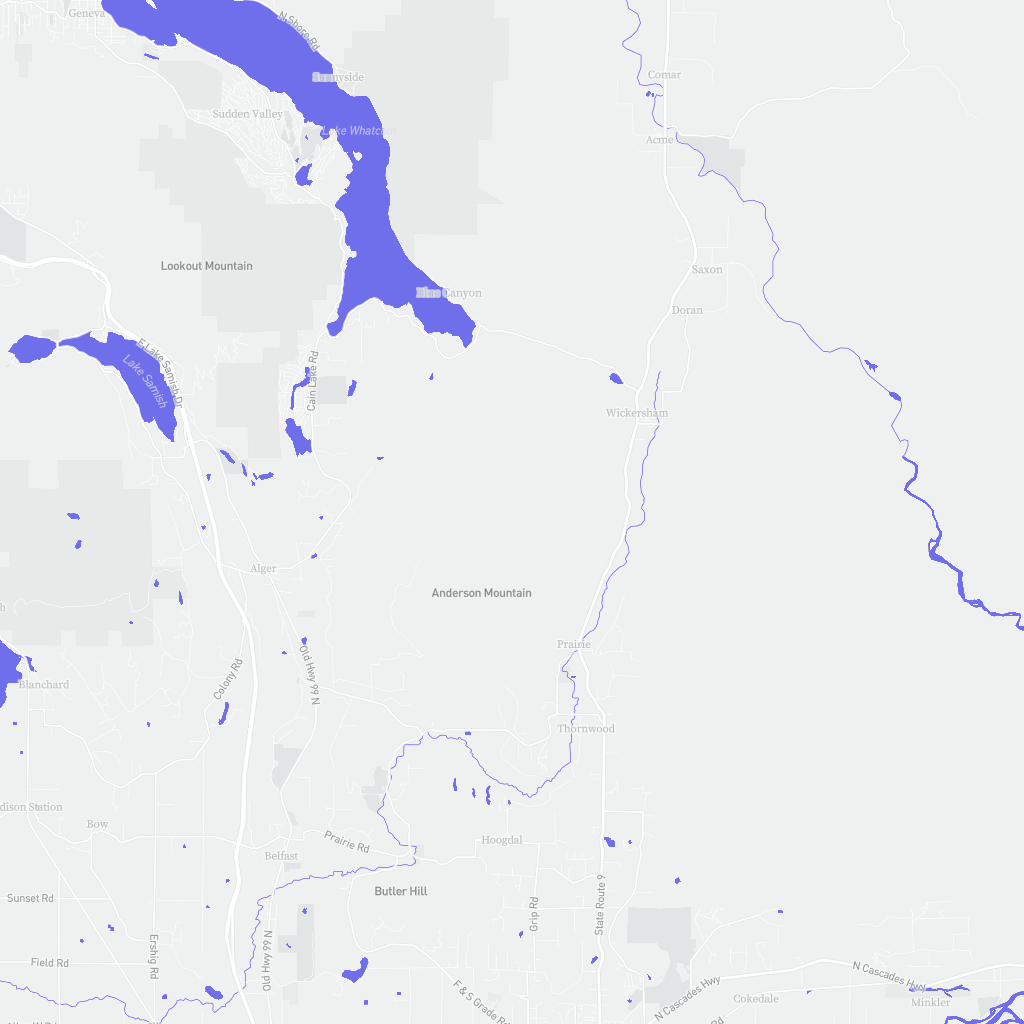 Geneva
N Shore Rd
Sunnyside
Comar
Sudden Valley
Lake Whatcom
Acme
Lookout Mountain
Saxon
Blue Canyon
Doran
E Lake Samish Dr
Lake Samish
Cain Lake Rd
Wickersham
Alger
Anderson Mountain
h
Prairie
Old Hwy 99 N
Colony Rd
Blanchard
Thornwood
dison Station
Bow
Prairie Rd
Hoogdal
Belfast
Butler Hill
Sunset Rd
Grip Rd
State Route 9
Ershig Rd
Old Hwy 99 N
Field Rd
N Cascades Hwy
F & S Grade Rd
N Cascades Hwy
Cokedale
Minkler
Rd